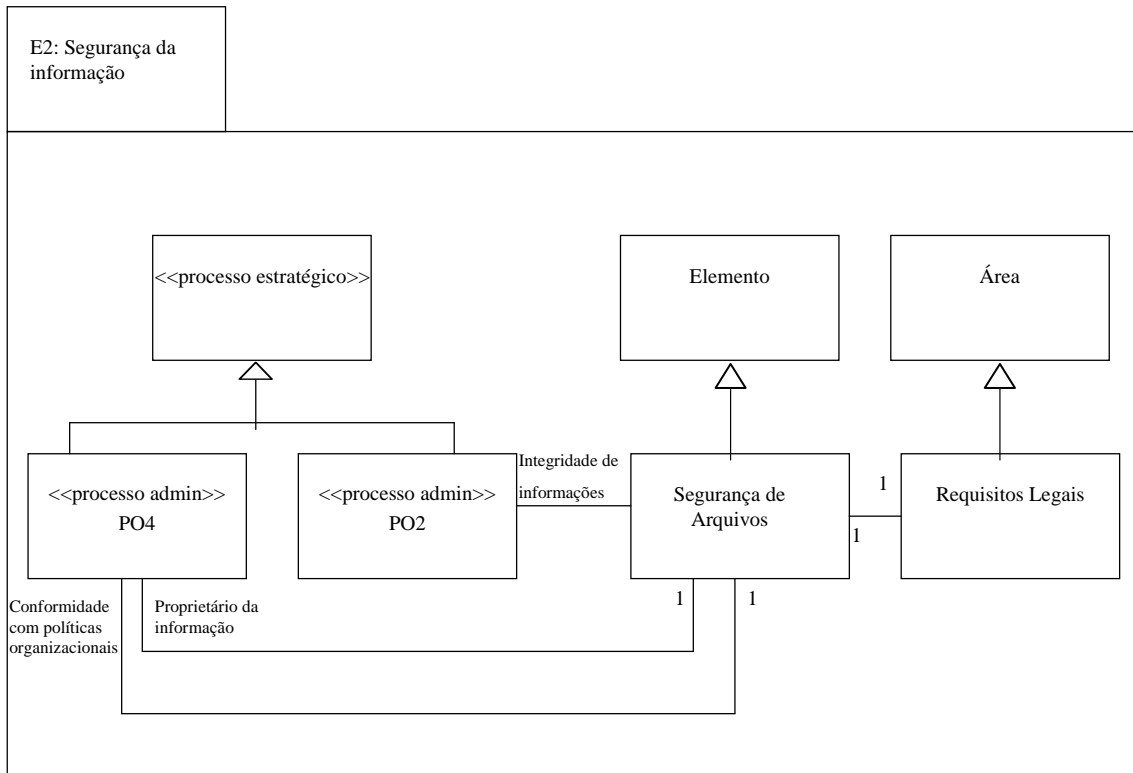 E2: Segurança da
informação
<<processo estratégico>>
Elemento
Área
<<processo admin>>
PO4
<<processo admin>>
PO2
Integridade de
informações
Segurança de
Arquivos
1
1
Requisitos Legais
Conformidade
com políticas
organizacionais
Proprietário da
informação
1
1